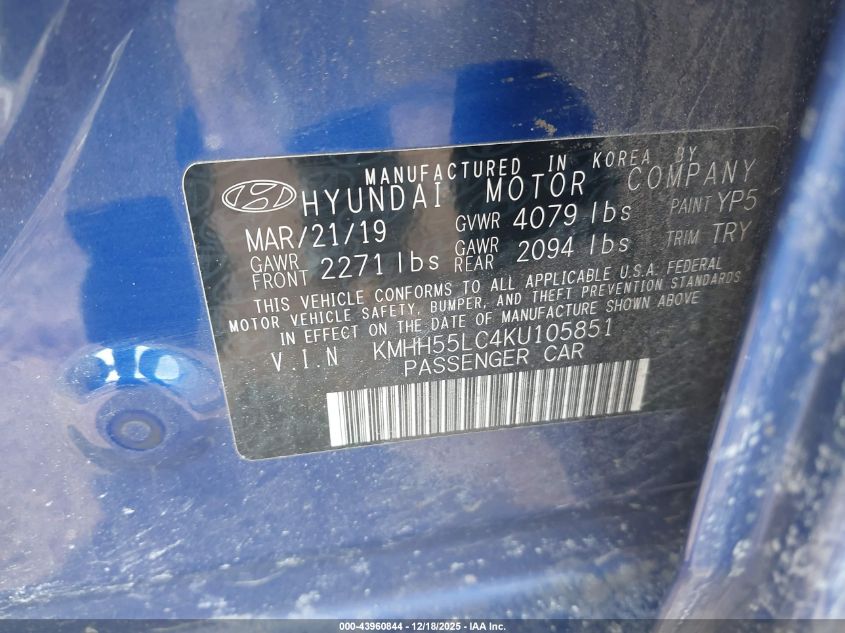 MANUFACTURED IN KOREA BY
HYUNDAI MOTOR COMPANY
MAR/21/19 GVWR 4079 lbs PAINT YP5
GAWR FRONT 2271 lbs GAWR REAR 2094 lbs TRIM TRY
THIS VEHICLE CONFORMS TO ALL APPLICABLE U.S.A. FEDERAL
MOTOR VEHICLE SAFETY, BUMPER, AND THEFT PREVENTION STANDARDS
IN EFFECT ON THE DATE OF MANUFACTURE SHOWN ABOVE
V.I.N KMHH55LC4KU105851
PASSENGER CAR
000-43960844 - 12/18/2025 - IAA Inc.